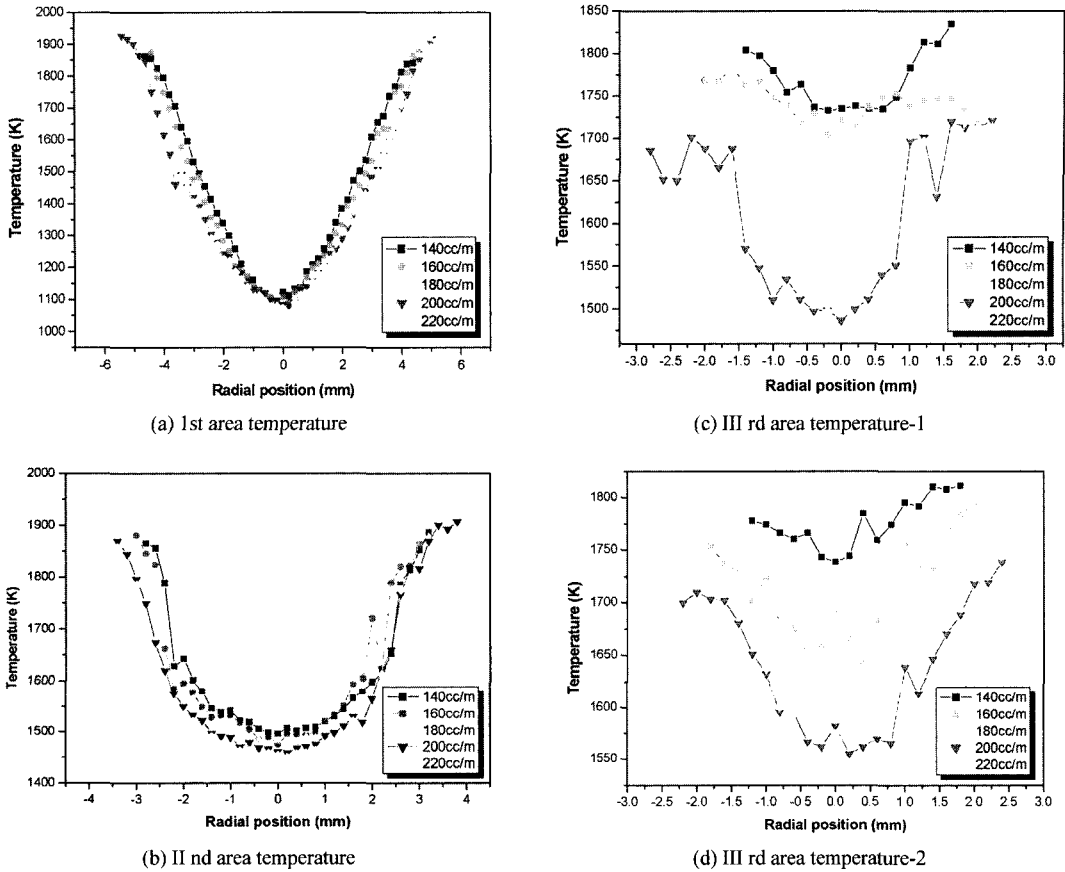 2000
1900
1800
1700
1600
1500
1400
1300
1200
1100
1000
Temperature (K)
140cc/m
160cc/m
180cc/m
200cc/m
220cc/m
-6 -4 -2 0 2 4 6
Radial position (mm)
(a) 1st area temperature
1850
1800
1750
1700
1650
1600
1550
1500
Temperature (K)
140cc/m
160cc/m
180cc/m
200cc/m
220cc/m
-3.0 -2.5 -2.0 -1.5 -1.0 -0.5 0.0 0.5 1.0 1.5 2.0 2.5 3.0
Radial position (mm)
(c) III rd area temperature-1
2000
1900
1800
1700
1600
1500
1400
Temperature (K)
140cc/m
160cc/m
180cc/m
200cc/m
220cc/m
-4 -3 -2 -1 0 1 2 3 4
Radial position (mm)
(b) II nd area temperature
1800
1750
1700
1650
1600
1550
Temperature (K)
140cc/m
160cc/m
180cc/m
200cc/m
220cc/m
-3.0 -2.5 -2.0 -1.5 -1.0 -0.5 0.0 0.5 1.0 1.5 2.0 2.5 3.0
Radial position (mm)
(d) III rd area temperature-2